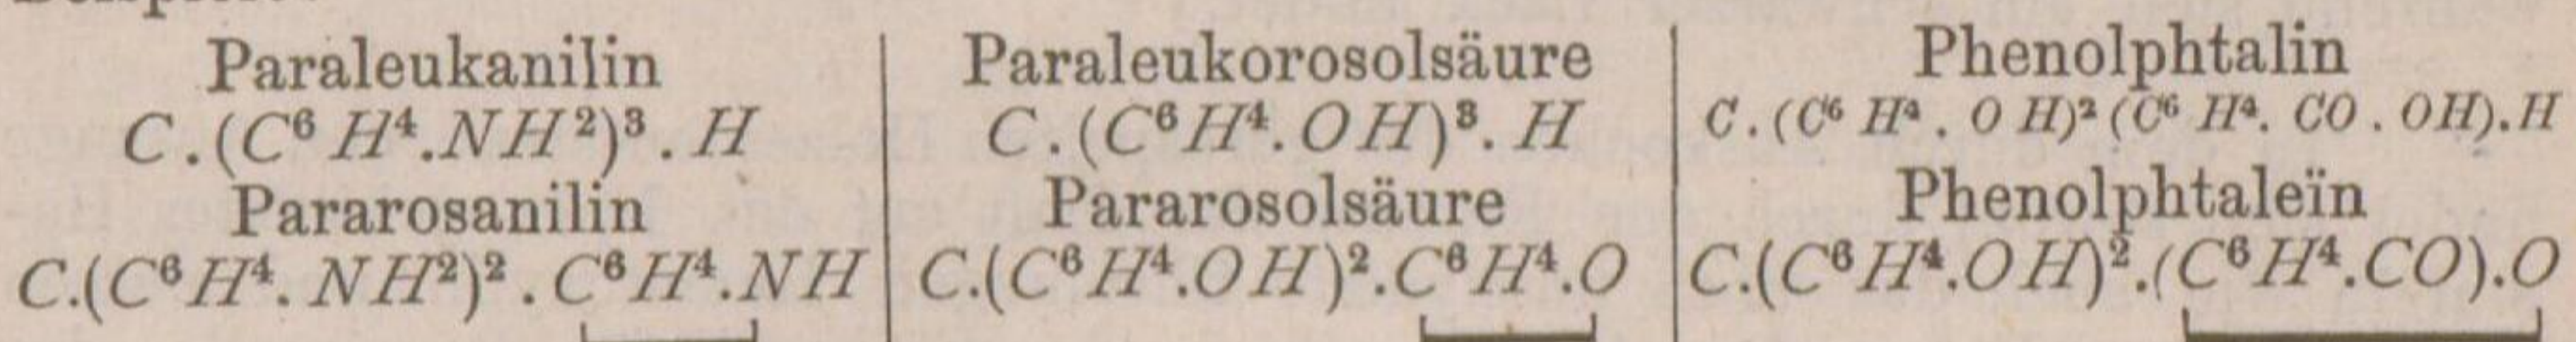 Paraleukanilin
C.(C⁶H⁴.NH²)³.H
Pararosanilin
C.(C⁶H⁴.NH²)².C⁶H⁴.NH
Paraleukorosolsäure
C.(C⁶H⁴.OH)³.H
Pararosolsäure
C.(C⁶H⁴.OH)².C⁶H⁴.O
Phenolphtalin
C.(C⁶H⁴.OH)²(C⁶H⁴.CO.OH).H
Phenolphtaleïn
C.(C⁶H⁴.OH)².(C⁶H⁴.CO).O